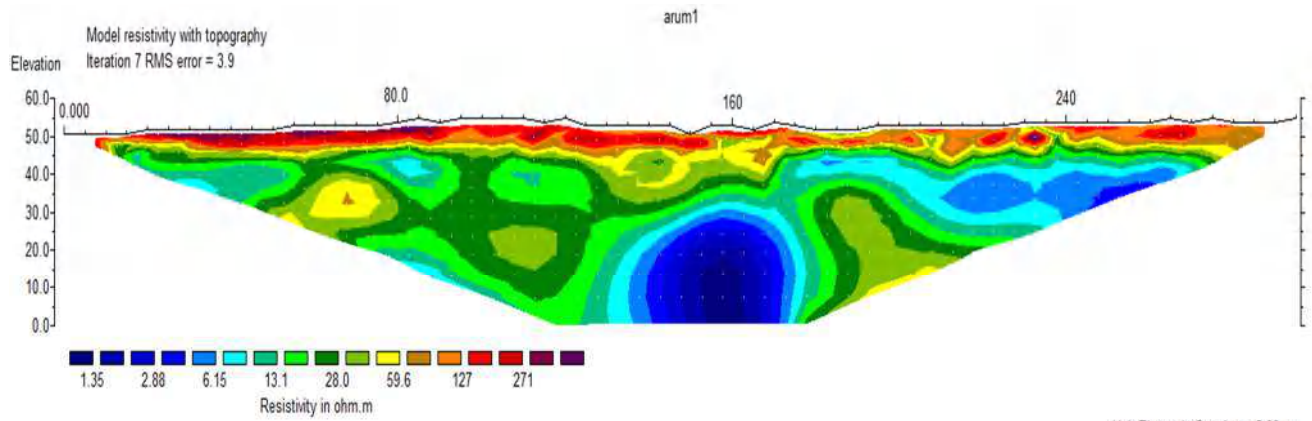 arum1
Model resistivity with topography
Elevation Iteration 7 RMS error = 3.9
60.0 0.000 80.0 160 240
50.0
40.0
30.0
20.0
10.0
0.0
1.35 2.88 6.15 13.1 28.0 59.6 127 271
Resistivity in ohm.m